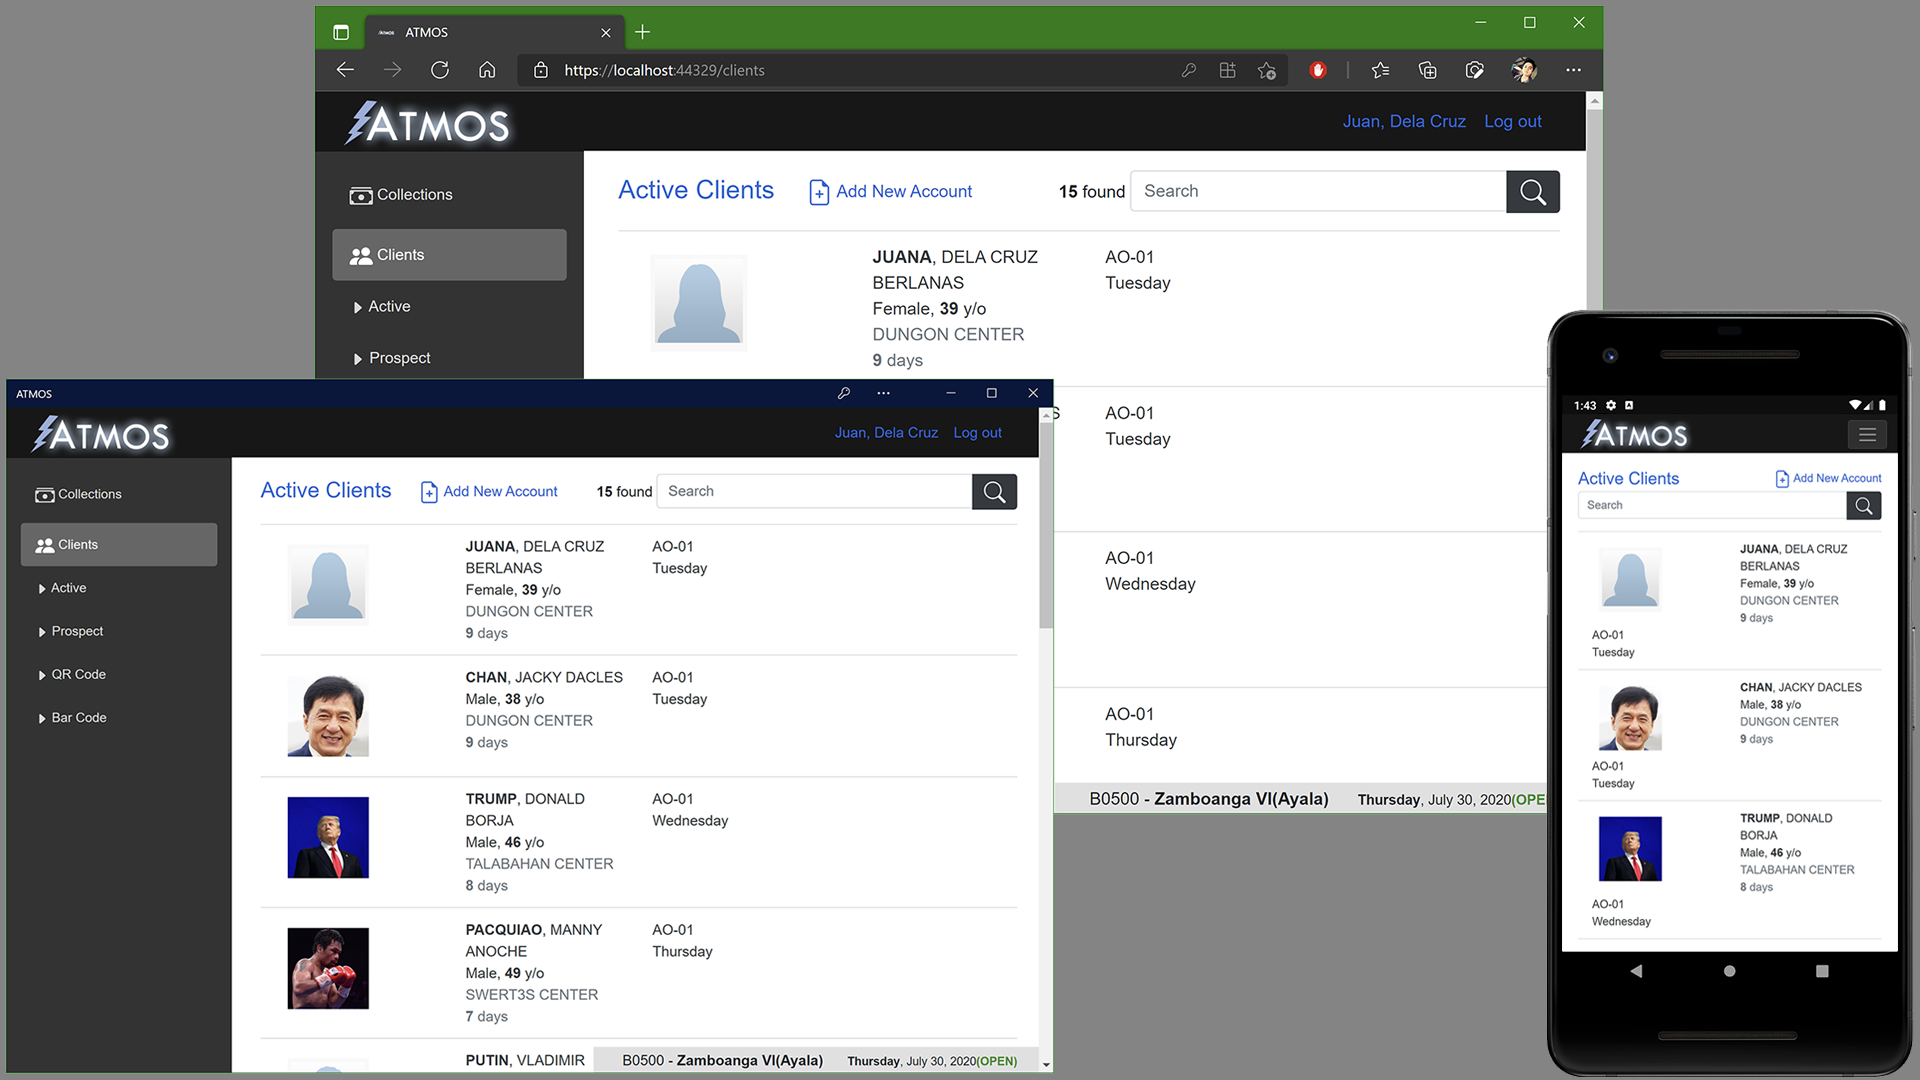 ATMOS
https://localhost:44329/clients
ATMOS
Juan, Dela Cruz
Log out
Collections
Clients
Active
Prospect
Active Clients
Add New Account
15 found
Search
JUANA, DELA CRUZ
BERLANAS
Female, 39 y/o
DUNGON CENTER
9 days
AO-01
Tuesday
S
AO-01
Tuesday
AO-01
Wednesday
AO-01
Thursday
B0500 - Zamboanga VI(Ayala)
Thursday, July 30, 2020(OPE
ATMOS
ATMOS
Juan, Dela Cruz
Log out
Collections
Clients
Active
Prospect
QR Code
Bar Code
Active Clients
Add New Account
15 found
Search
JUANA, DELA CRUZ
BERLANAS
Female, 39 y/o
DUNGON CENTER
9 days
AO-01
Tuesday
CHAN, JACKY DACLES
Male, 38 y/o
DUNGON CENTER
9 days
AO-01
Tuesday
TRUMP, DONALD
BORJA
Male, 46 y/o
TALABAHAN CENTER
8 days
AO-01
Wednesday
PACQUIAO, MANNY
ANOCHE
Male, 49 y/o
SWERT3S CENTER
7 days
AO-01
Thursday
PUTIN, VLADIMIR
B0500 - Zamboanga VI(Ayala)
Thursday, July 30, 2020(OPEN)
1:43
ATMOS
Active Clients
Add New Account
Search
JUANA, DELA CRUZ
BERLANAS
Female, 39 y/o
DUNGON CENTER
9 days
AO-01
Tuesday
CHAN, JACKY DACLES
Male, 38 y/o
DUNGON CENTER
9 days
AO-01
Tuesday
TRUMP, DONALD
BORJA
Male, 46 y/o
TALABAHAN CENTER
8 days
AO-01
Wednesday